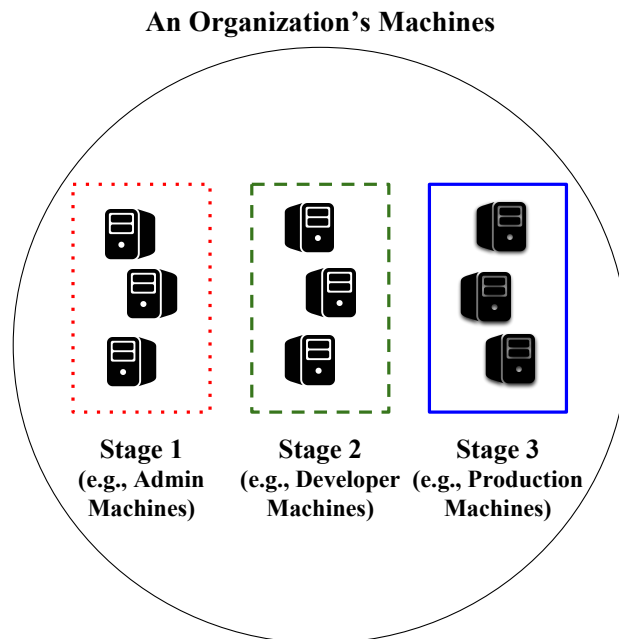 An Organization’s Machines
Stage 1
(e.g., Admin
Machines)
Stage 2
(e.g., Developer
Machines)
Stage 3
(e.g., Production
Machines)